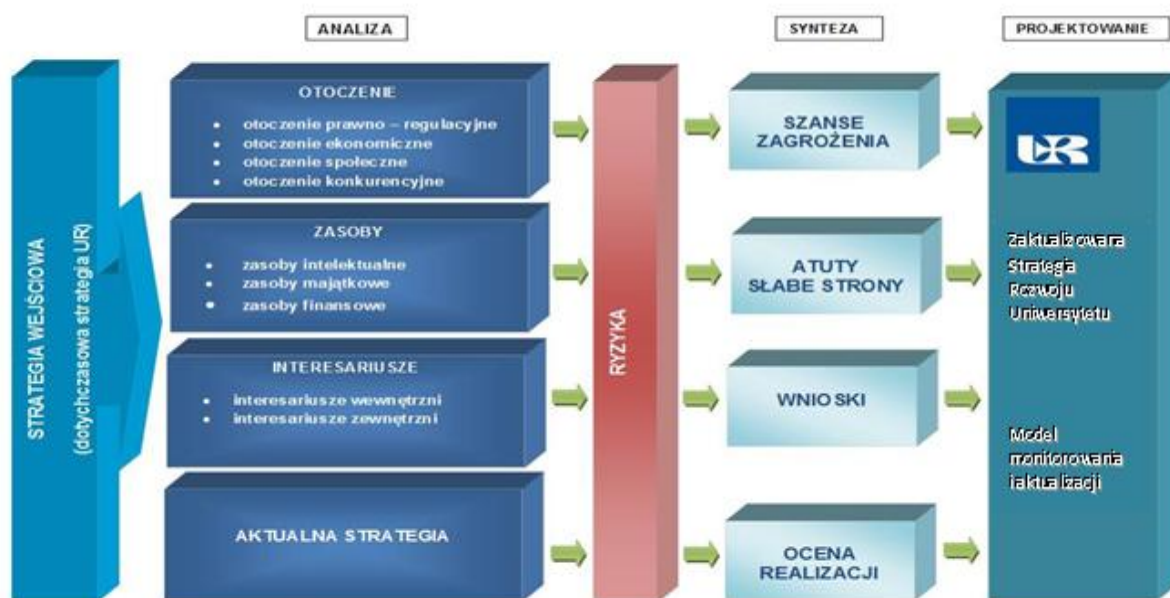 ANALIZA
SYNTEZA
PROJEKTOWANIE
STRATEGIA WEJŚCIOWA
(dotychczasowa strategia UR)
OTOCZENIE
• otoczenie prawno – regulacyjne
• otoczenie ekonomiczne
• otoczenie społeczne
• otoczenie konkurencyjne
ZASOBY
• zasoby intelektualne
• zasoby majątkowe
• zasoby finansowe
INTERESARIUSZE
• interesariusze wewnętrzni
• interesariusze zewnętrzni
AKTUALNA STRATEGIA
RYZYKA
SZANSE
ZAGROŻENIA
ATUTY
SŁABE STRONY
WNIOSKI
OCENA
REALIZACJI
UR
Zaktualizowana
Strategia
Rozwoju
Uniwersytetu
Model
monitorowania
i aktualizacji